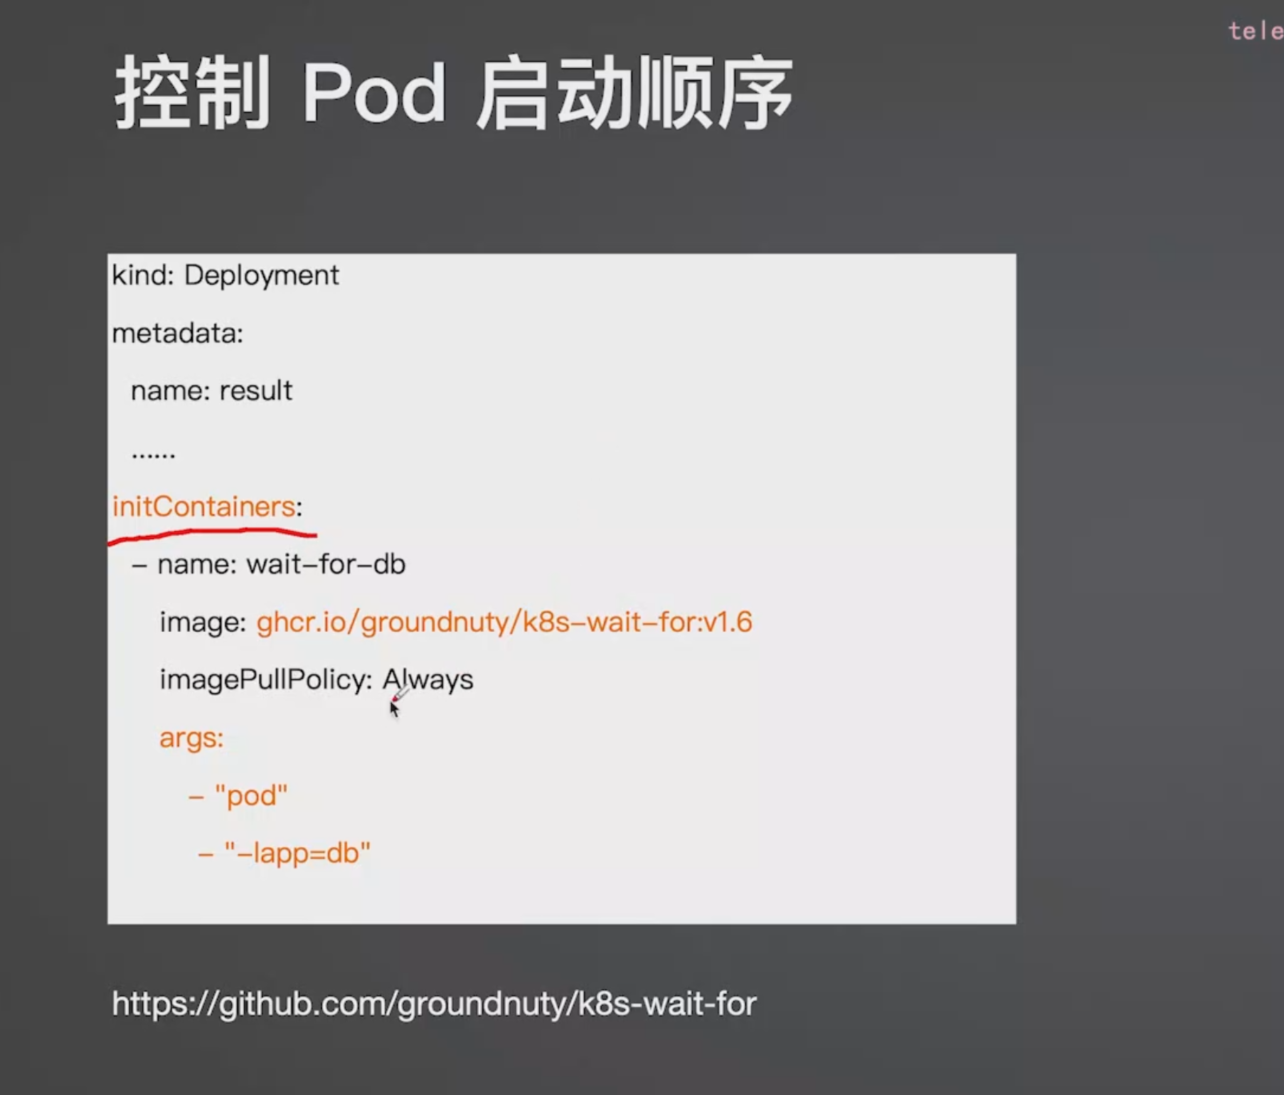 tele
控制 Pod 启动顺序
kind: Deployment
metadata:
name: result
......
initContainers:
- name: wait-for-db
image: ghcr.io/groundnuty/k8s-wait-for:v1.6
imagePullPolicy: Always
args:
- "pod"
- "-lapp=db"
https://github.com/groundnuty/k8s-wait-for